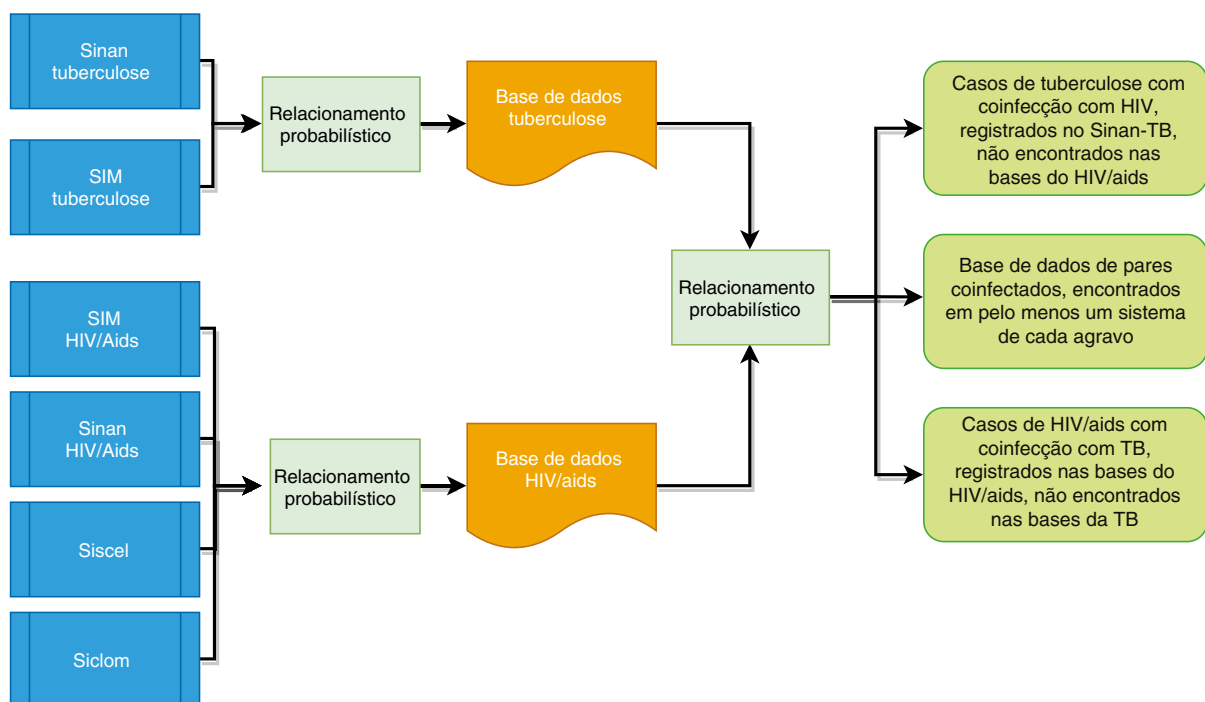 Sinan
tuberculose
SIM
tuberculose
Relacionamento
probabilístico
Base de dados
tuberculose
SIM
HIV/Aids
Sinan
HIV/Aids
Siscel
Siclom
Relacionamento
probabilístico
Base de dados
HIV/aids
Relacionamento
probabilístico
Casos de tuberculose com
coinfecção com HIV,
registrados no Sinan-TB,
não encontrados nas
bases do HIV/aids
Base de dados de pares
coinfectados, encontrados
em pelo menos um sistema
de cada agravo
Casos de HIV/aids com
coinfecção com TB,
registrados nas bases do
HIV/aids, não encontrados
nas bases da TB